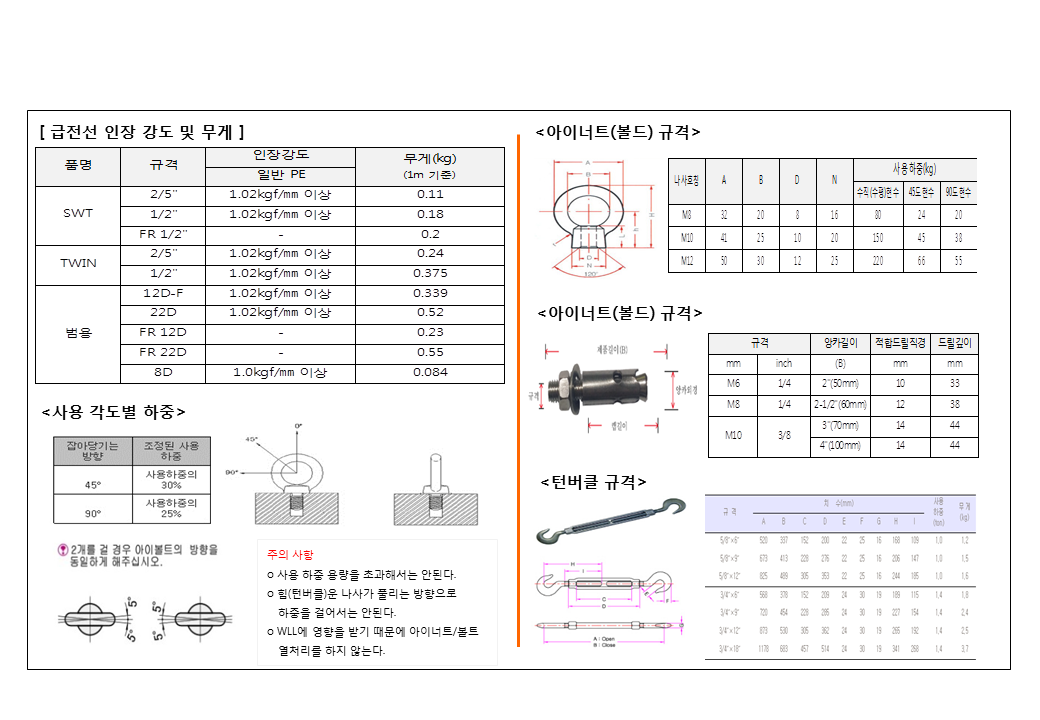 [ 급전선 인장 강도 및 무게 ]
품명 규격 인장강도 무게(kg)
일반 PE (1m 기준)
SWT 2/5" 1.02kgf/㎜ 이상 0.11
1/2" 1.02kgf/㎜ 이상 0.18
FR 1/2" - 0.2
TWIN 2/5" 1.02kgf/㎜ 이상 0.24
1/2" 1.02kgf/㎜ 이상 0.375
범용 12D-F 1.02kgf/㎜ 이상 0.339
22D 1.02kgf/㎜ 이상 0.52
FR 12D - 0.23
FR 22D - 0.55
8D 1.0kgf/㎜ 이상 0.084
<사용 각도별 하중>
잡아당기는 방향 조정된 사용 하중
45° 사용하중의 30%
90° 사용하중의 25%
0°
45°
90°
2개를 걸 경우 아이볼트의 방향을
동일하게 해주십시오.
5° 5°
5° 5°
주의 사항
o 사용 하중 용량을 초과해서는 안된다.
o 힘(턴버클)운 나사가 풀리는 방향으로
하중을 걸어서는 안된다.
o WLL에 영향을 받기 때문에 아이너트/볼트
열처리를 하지 않는다.
<아이너트(볼드) 규격>
A
B
H
h
L
r
D
N
120°
나사호칭 A B D N 사용하중(kg)
수직(수평)현수 45도현수 90도현수
M8 32 20 8 16 80 24 20
M10 41 25 10 20 150 45 38
M12 50 30 12 25 220 66 55
<아이너트(볼드) 규격>
제품길이(B)
규격
앙카외경
캡길이
규격 앙카길이 적합드릴직경 드릴깊이
mm inch (B) mm mm
M6 1/4 2"(50mm) 10 33
M8 1/4 2-1/2"(60mm) 12 38
M10 3/8 3"(70mm) 14 44
4"(100mm) 14 44
<턴버클 규격>
H
I
C
D
E
F
G
A : Open
B : Close
규 격 치 수(mm) 사용하중(ton) 무게(kg)
A B C D E F G H I
5/8"×6" 520 337 152 200 22 25 16 168 109 1,0 1,2
5/8"×9" 673 413 228 276 22 25 16 206 147 1,0 1,5
5/8"×12" 825 489 305 353 22 25 16 244 185 1,0 1,6
3/4"×6" 568 378 152 209 24 30 19 189 115 1,4 1,8
3/4"×9" 720 454 228 285 24 30 19 227 154 1,4 2,4
3/4"×12" 873 530 305 362 24 30 19 265 192 1,4 2,5
3/4"×18" 1178 683 457 514 24 30 19 341 268 1,4 3,7